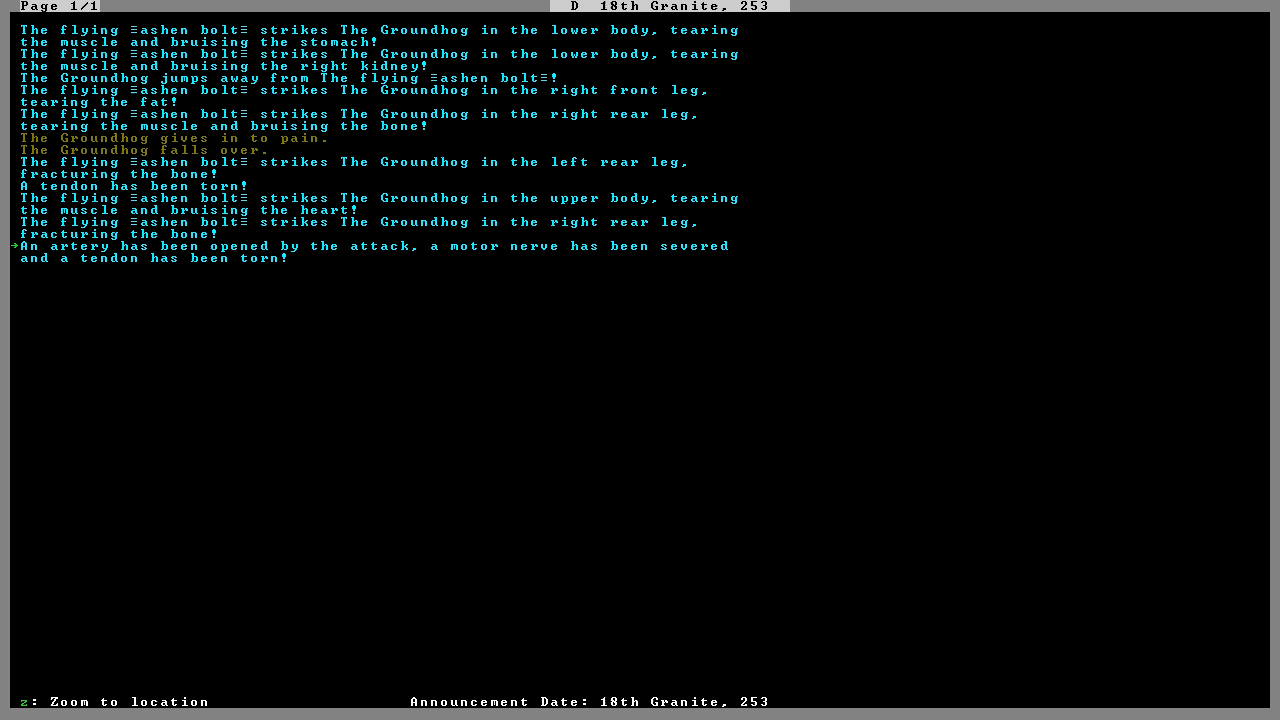 Page 1/1 D 18th Granite, 253
The flying ≡ashen bolt≡ strikes The Groundhog in the lower body, tearing
the muscle and bruising the stomach!
The flying ≡ashen bolt≡ strikes The Groundhog in the lower body, tearing
the muscle and bruising the right kidney!
The Groundhog jumps away from The flying ≡ashen bolt≡!
The flying ≡ashen bolt≡ strikes The Groundhog in the right front leg,
tearing the fat!
The flying ≡ashen bolt≡ strikes The Groundhog in the right rear leg,
tearing the muscle and bruising the bone!
The Groundhog gives in to pain.
The Groundhog falls over.
The flying ≡ashen bolt≡ strikes The Groundhog in the left rear leg,
fracturing the bone!
A tendon has been torn!
The flying ≡ashen bolt≡ strikes The Groundhog in the upper body, tearing
the muscle and bruising the heart!
The flying ≡ashen bolt≡ strikes The Groundhog in the right rear leg,
fracturing the bone!
→An artery has been opened by the attack, a motor nerve has been severed
and a tendon has been torn!
z: Zoom to location Announcement Date: 18th Granite, 253